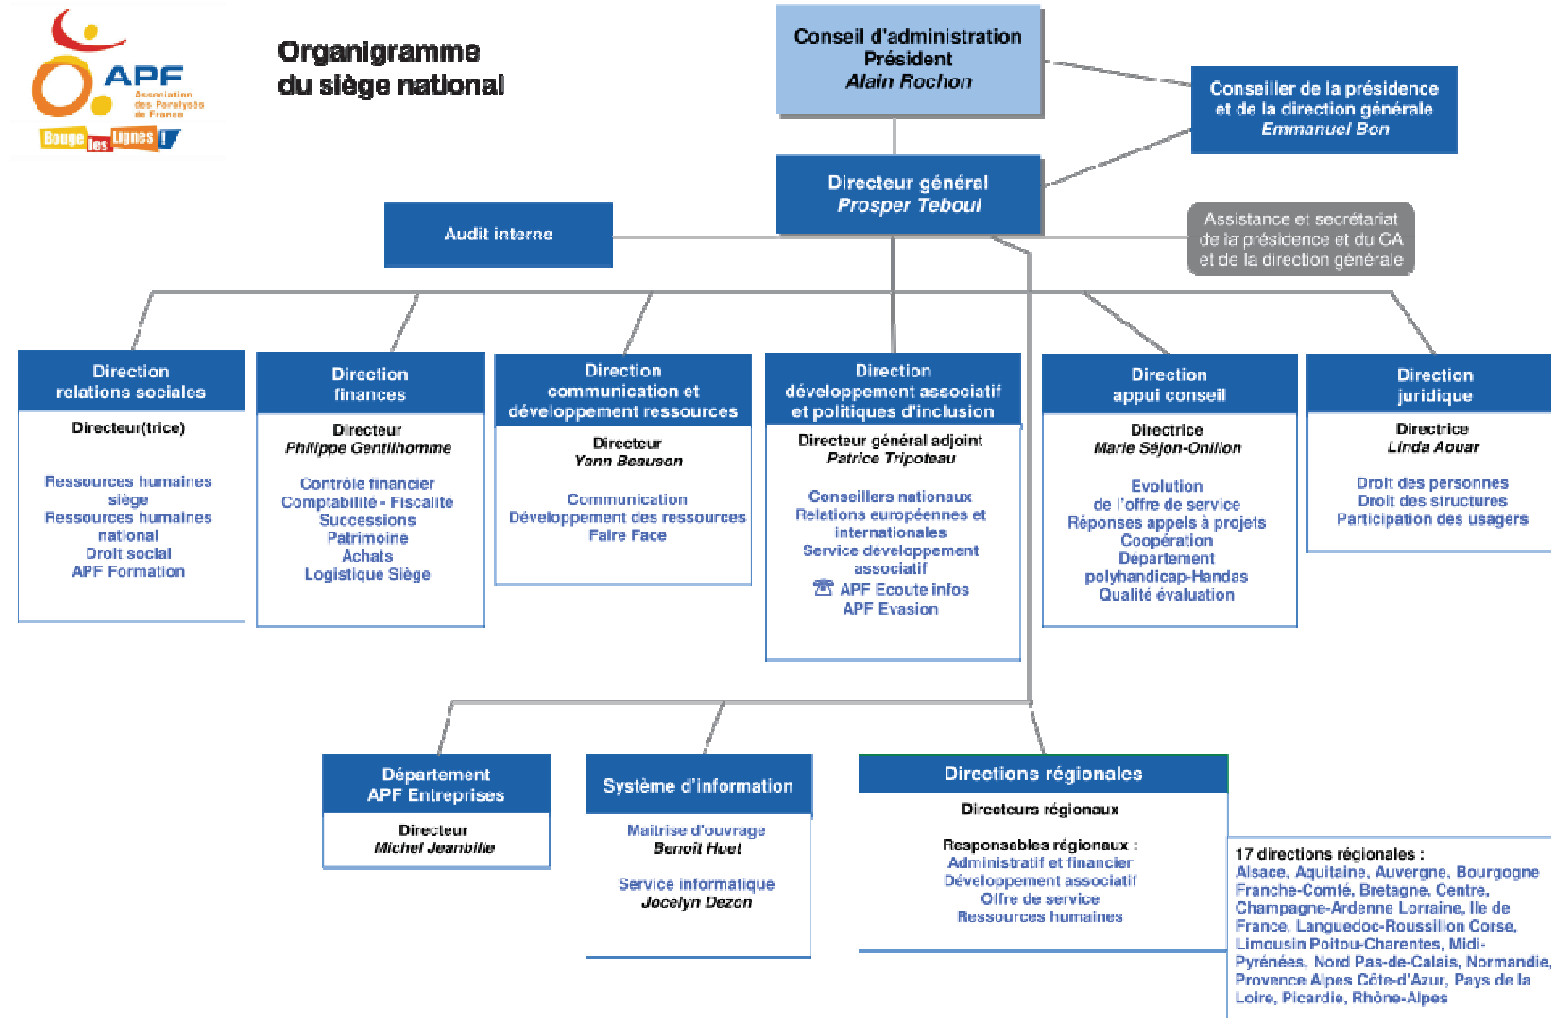 APF
Association
des Paralysés
de France
Bouge les Lignes !
Organigramme
du siège national
Conseil d'administration
Président
Alain Rochon
Conseiller de la présidence
et de la direction générale
Emmanuel Bon
Directeur général
Prosper Teboul
Audit interne
Assistance et secrétariat
de la présidence et du CA
et de la direction générale
Direction
relations sociales
Directeur(trice)
Ressources humaines
siège
Ressources humaines
national
Droit social
APF Formation
Direction
finances
Directeur
Philippe Gentilhomme
Contrôle financier
Comptabilité - Fiscalité
Successions
Patrimoine
Achats
Logistique Siège
Direction
communication et
développement ressources
Directeur
Yann Beauson
Communication
Développement des ressources
Faire Face
Direction
développement associatif
et politiques d'inclusion
Directeur général adjoint
Patrice Tripoteau
Conseillers nationaux
Relations européennes et
internationales
Service développement
associatif
☎ APF Ecoute infos
APF Evasion
Direction
appui conseil
Directrice
Marie Séjon-Onillon
Evolution
de l'offre de service
Réponses appels à projets
Coopération
Département
polyhandicap-Handas
Qualité évaluation
Direction
juridique
Directrice
Linda Aouar
Droit des personnes
Droit des structures
Participation des usagers
Département
APF Entreprises
Directeur
Michel Jeanbille
Système d'information
Maîtrise d'ouvrage
Benoît Huet
Service informatique
Jocelyn Dezon
Directions régionales
Directeurs régionaux
Responsables régionaux :
Administratif et financier
Développement associatif
Offre de service
Ressources humaines
17 directions régionales :
Alsace, Aquitaine, Auvergne, Bourgogne
Franche-Comté, Bretagne, Centre,
Champagne-Ardenne Lorraine, Ile de
France, Languedoc-Roussillon Corse,
Limousin Poitou-Charentes, Midi-
Pyrénées, Nord Pas-de-Calais, Normandie,
Provence Alpes Côte-d'Azur, Pays de la
Loire, Picardie, Rhône-Alpes